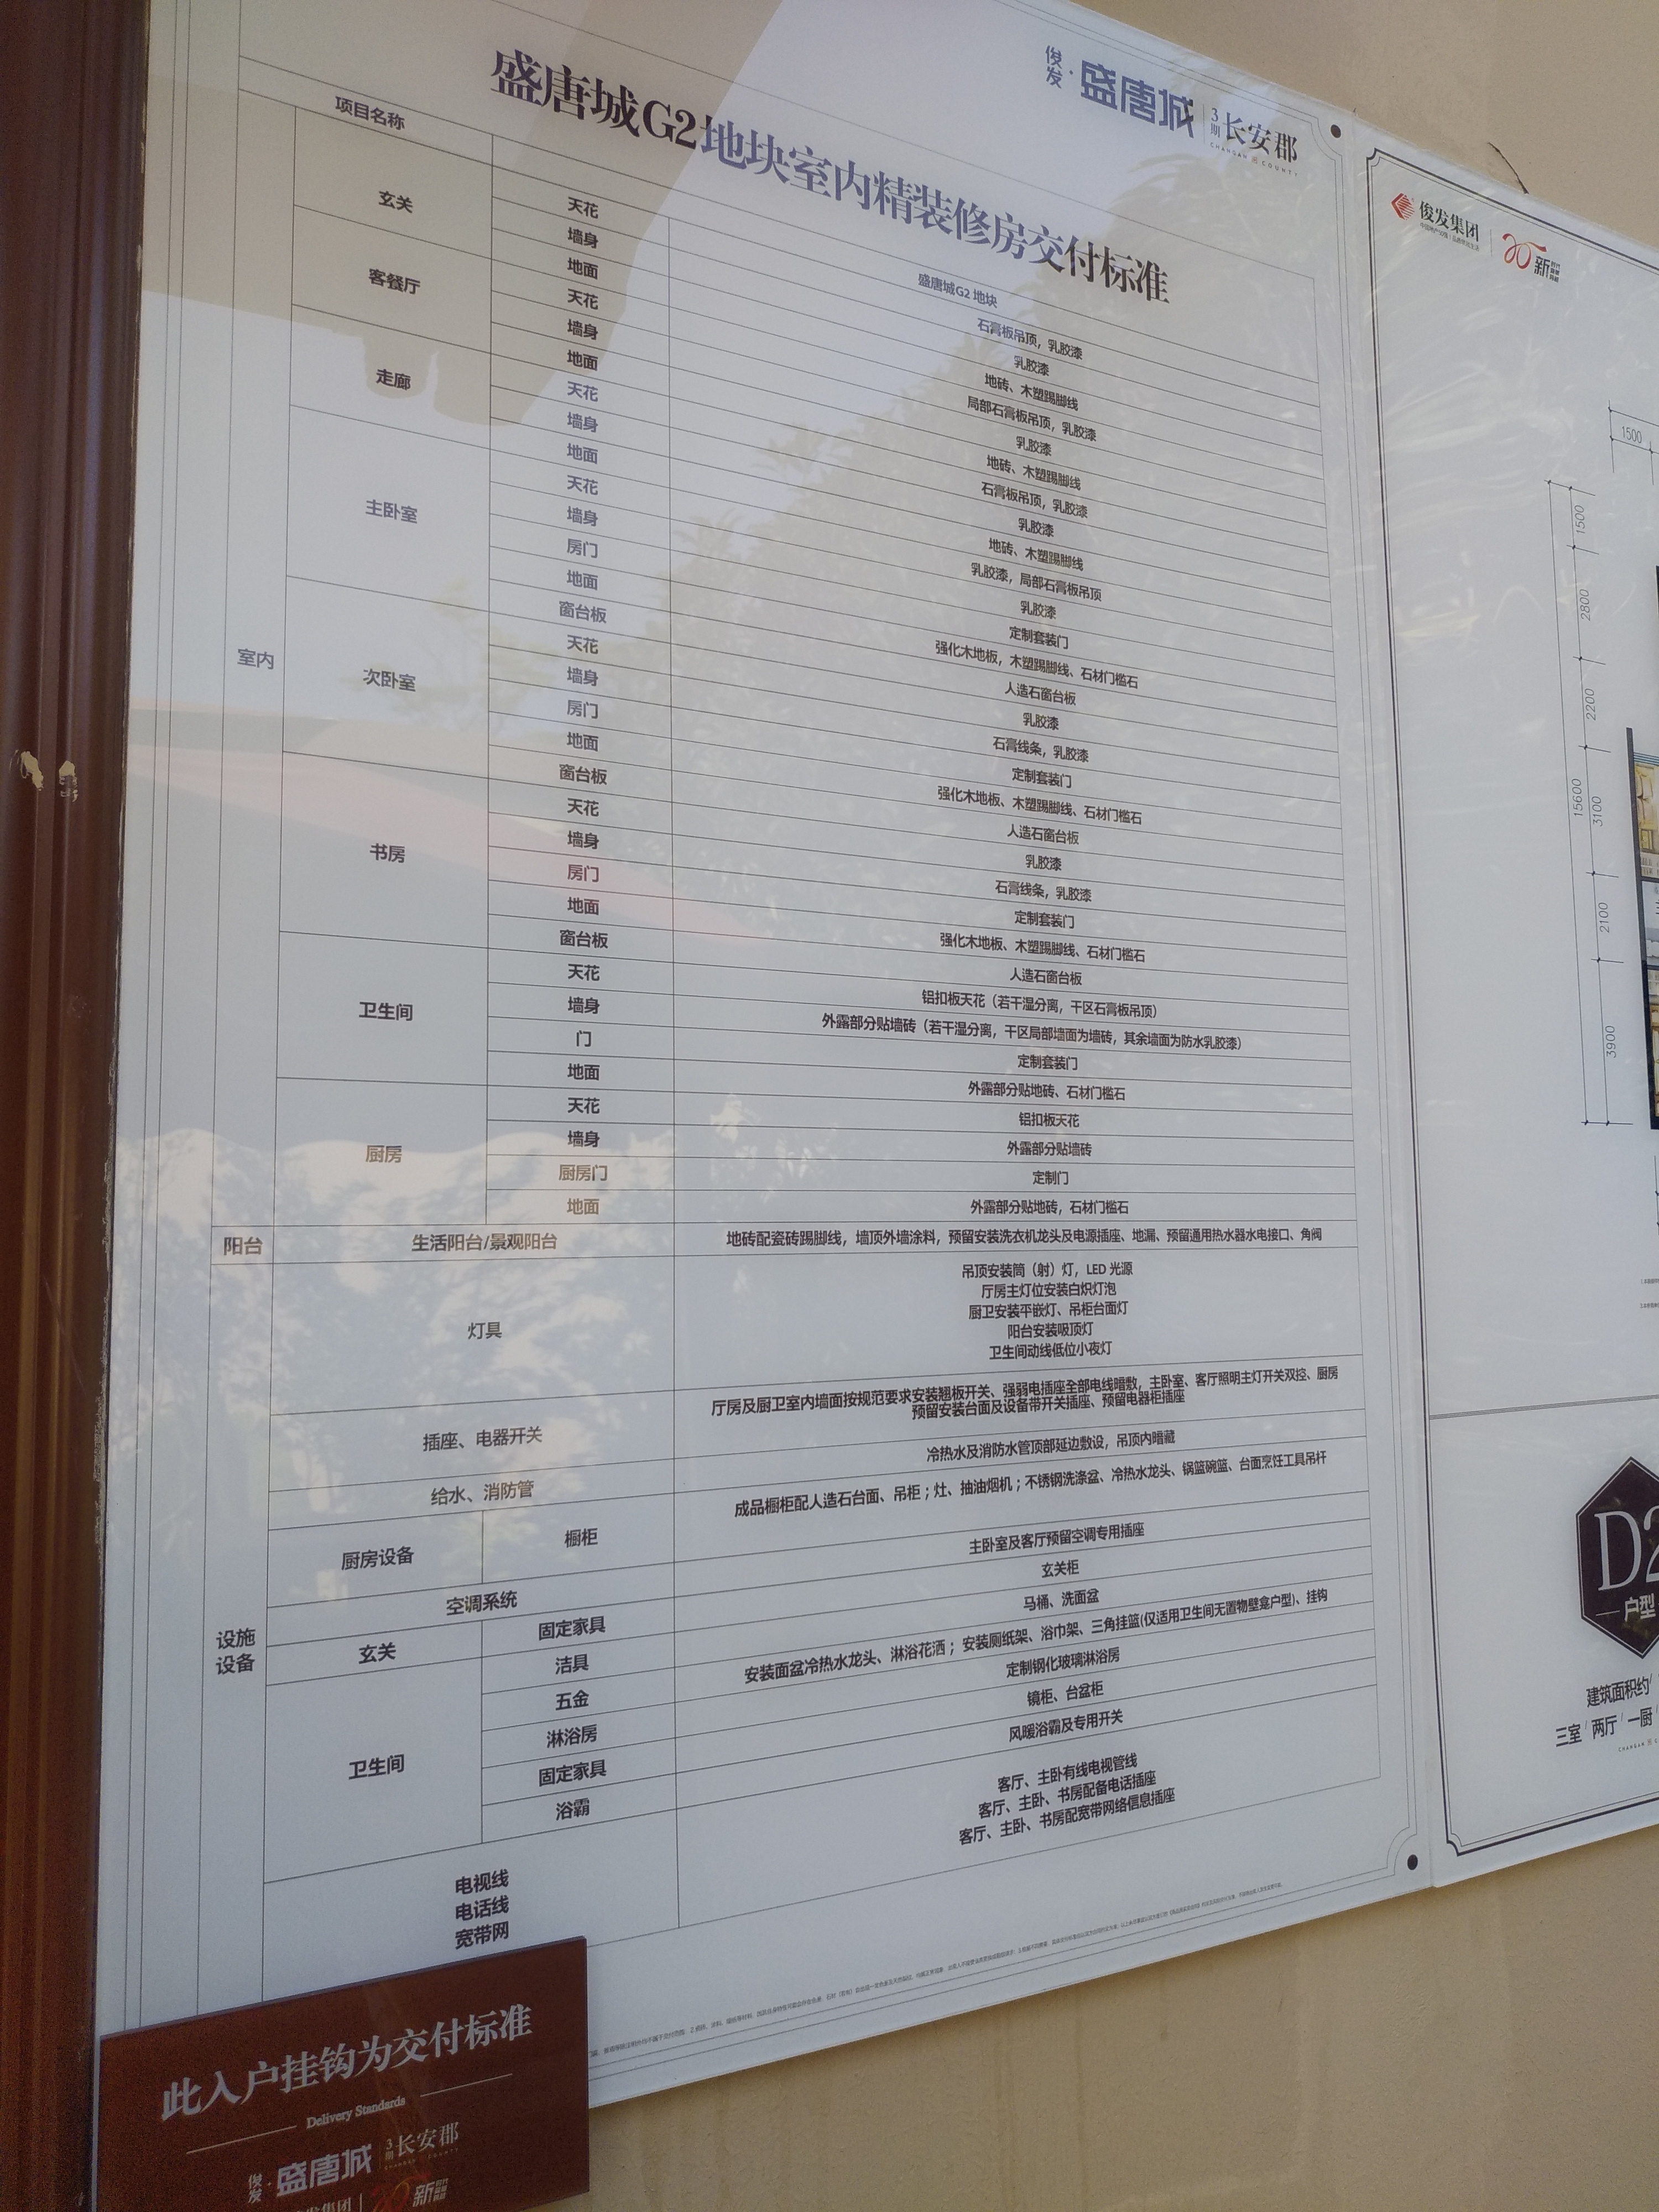 俊发·盛唐城 3期 长安郡
CHANGAN COUNTY
盛唐城G2地块室内精装修房交付标准
项目名称 盛唐城G2 地块
室内
玄关 天花 石膏板吊顶，乳胶漆
墙身 乳胶漆
地面 地砖、木塑踢脚线
客餐厅 天花 局部石膏板吊顶，乳胶漆
墙身 乳胶漆
地面 地砖、木塑踢脚线
走廊 天花 石膏板吊顶，乳胶漆
墙身 乳胶漆
地面 地砖、木塑踢脚线
主卧室 天花 乳胶漆，局部石膏板吊顶
墙身 乳胶漆
房门 定制套装门
地面 强化木地板，木塑踢脚线、石材门槛石
窗台板 人造石窗台板
次卧室 天花 乳胶漆
墙身 石膏线条，乳胶漆
房门 定制套装门
地面 强化木地板、木塑踢脚线、石材门槛石
窗台板 人造石窗台板
书房 天花 乳胶漆
墙身 石膏线条，乳胶漆
房门 定制套装门
地面 强化木地板、木塑踢脚线、石材门槛石
窗台板 人造石窗台板
卫生间 天花 铝扣板天花（若干湿分离，干区石膏板吊顶）
墙身 外露部分贴墙砖（若干湿分离，干区局部墙面为墙砖，其余墙面为防水乳胶漆）
门 定制套装门
地面 外露部分贴地砖、石材门槛石
厨房 天花 铝扣板天花
墙身 外露部分贴墙砖
厨房门 定制门
地面 外露部分贴地砖，石材门槛石
阳台 生活阳台/景观阳台 地砖配瓷砖踢脚线，墙顶外墙涂料，预留安装洗衣机龙头及电源插座、地漏、预留通用热水器水电接口、角阀
设施设备
灯具 吊顶安装筒（射）灯，LED 光源
厅房主灯位安装白炽灯泡
厨卫安装平嵌灯、吊柜台面灯
阳台安装吸顶灯
卫生间动线低位小夜灯
插座、电器开关 厅房及厨卫室内墙面按规范要求安装翘板开关、强弱电插座全部电线暗敷，主卧室、客厅照明主灯开关双控、厨房
预留安装台面及设备带开关插座、预留电器柜插座
给水、消防管 冷热水及消防水管顶部延边敷设，吊顶内暗藏
厨房设备 橱柜 成品橱柜配人造石台面、吊柜；灶、抽油烟机；不锈钢洗涤盆、冷热水龙头、锅篮碗篮、台面烹饪工具吊杆
空调系统 主卧室及客厅预留空调专用插座
玄关 固定家具 玄关柜
卫生间 洁具 马桶、洗面盆
五金 安装面盆冷热水龙头、淋浴花洒；安装厕纸架、浴巾架、三角挂篮(仅适用卫生间无置物壁龛户型)、挂钩
淋浴房 定制钢化玻璃淋浴房
固定家具 镜柜、台盆柜
浴霸 风暖浴霸及专用开关
电视线 客厅、主卧有线电视管线
电话线 客厅、主卧、书房配备电话插座
宽带网 客厅、主卧、书房配宽带网络信息插座
此入户挂钩为交付标准
Delivery Standards
俊发·盛唐城 3期 长安郡
俊发集团 20 新
俊发集团 20 新
1500
1500
2800
2200
15600
3100
2100
3900
D2
户型
建筑面积约
三室/两厅/一厨